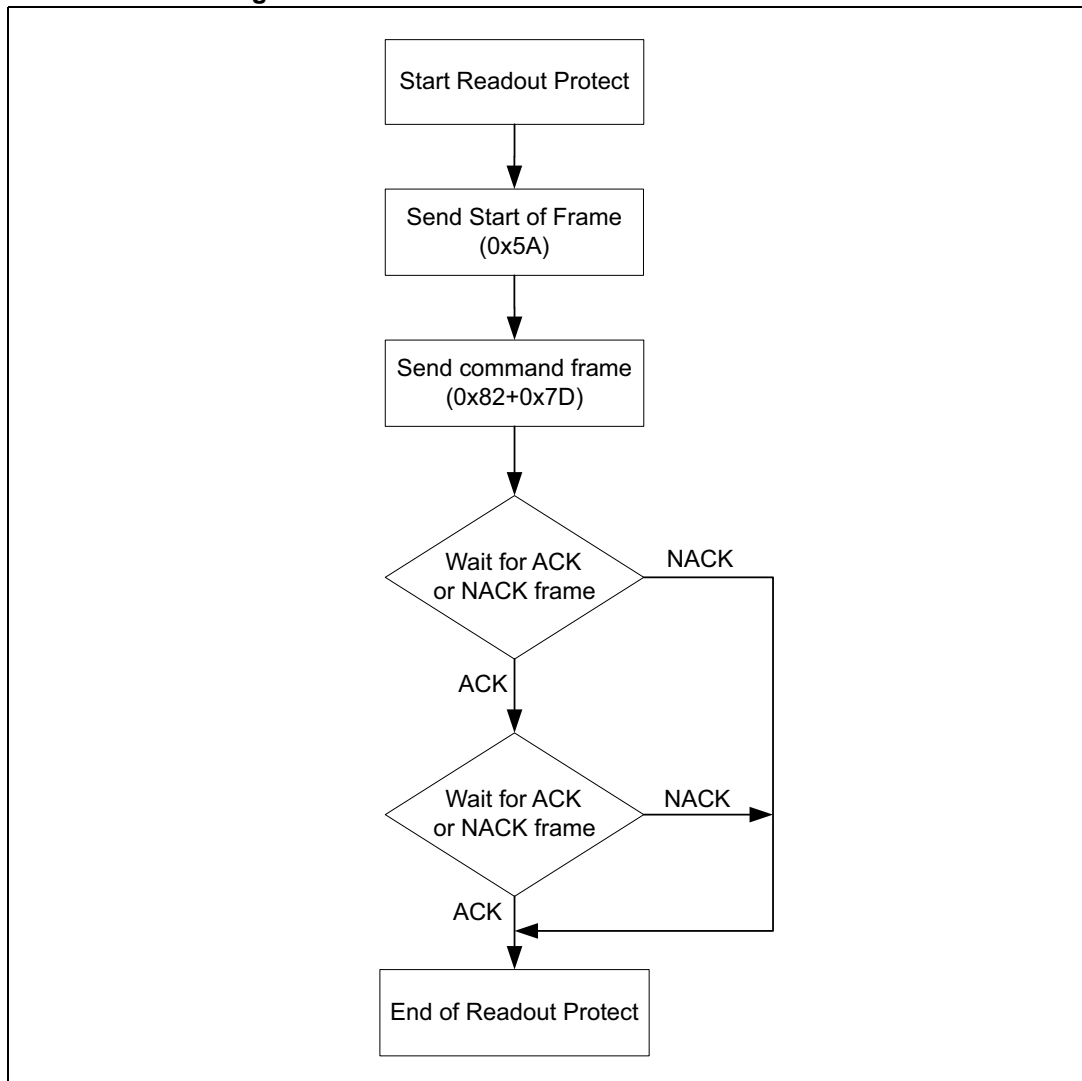 Start Readout Protect
Send Start of Frame
(0x5A)
Send command frame
(0x82+0x7D)
Wait for ACK
or NACK frame
NACK
ACK
Wait for ACK
or NACK frame
NACK
ACK
End of Readout Protect